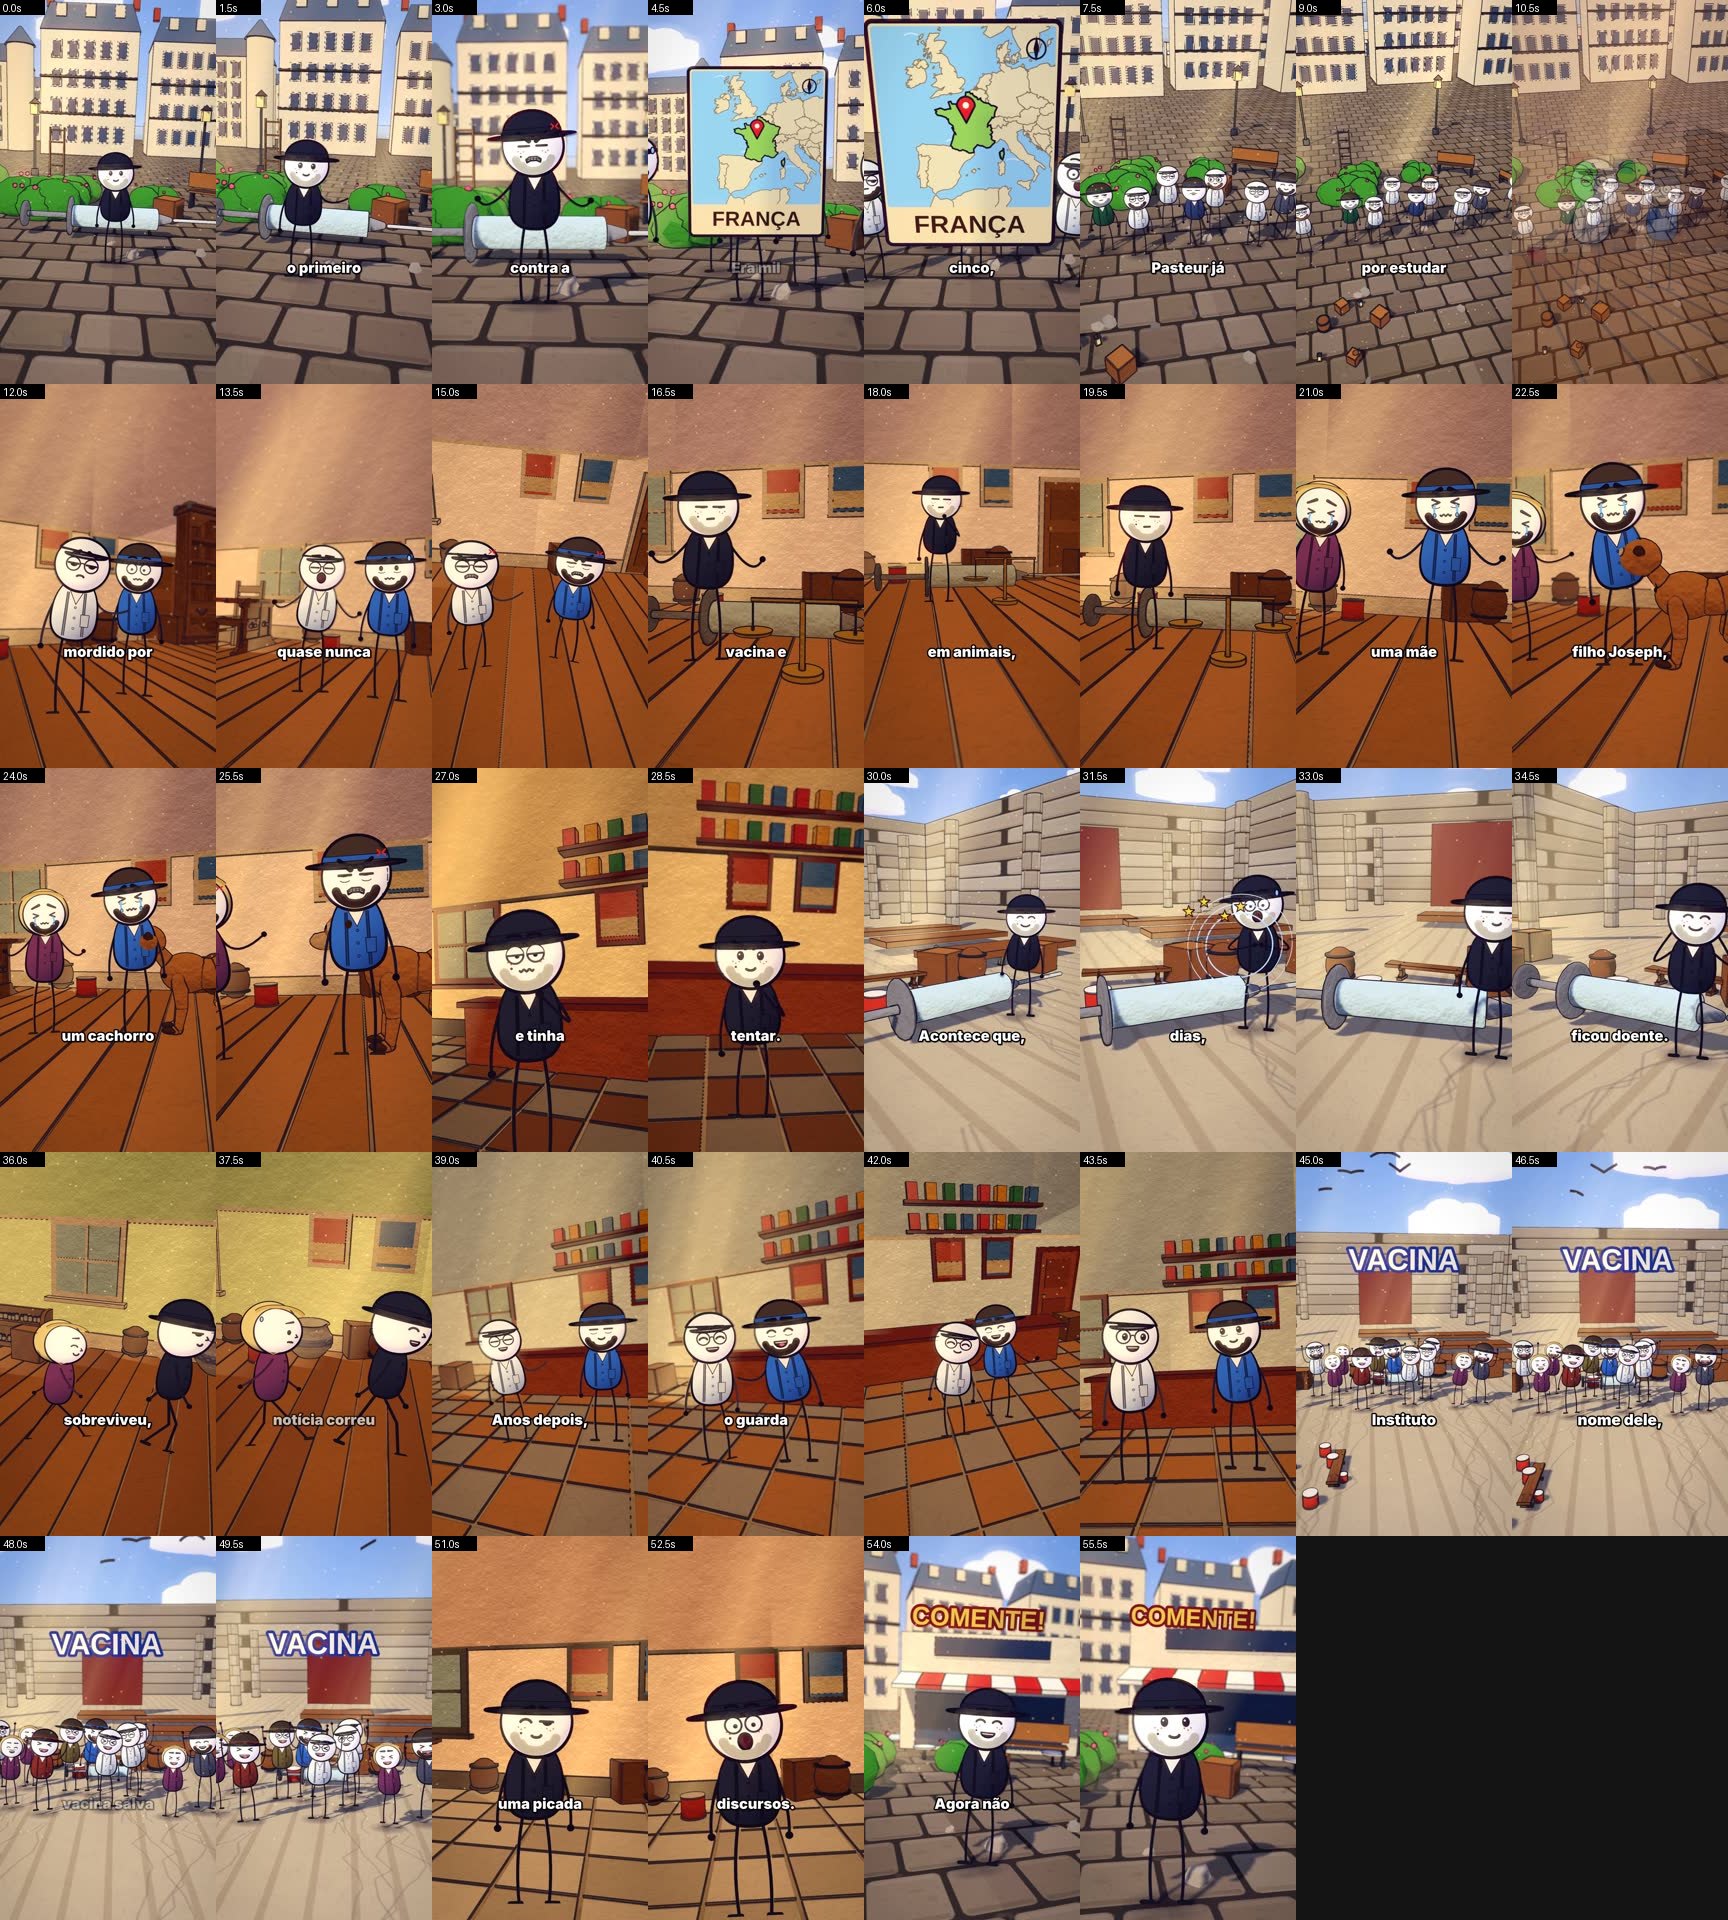 0.0s
1.5s
o primeiro
3.0s
contra a
4.5s
FRANÇA
Era mil
6.0s
FRANÇA
cinco,
7.5s
Pasteur já
9.0s
por estudar
10.5s
12.0s
mordido por
13.5s
quase nunca
15.0s
16.5s
vacina e
18.0s
em animais,
19.5s
21.0s
uma mãe
22.5s
filho Joseph,
24.0s
um cachorro
25.5s
27.0s
e tinha
28.5s
tentar.
30.0s
Acontece que,
31.5s
dias,
33.0s
34.5s
ficou doente.
36.0s
sobreviveu,
37.5s
notícia correu
39.0s
Anos depois,
40.5s
o guarda
42.0s
43.5s
45.0s
VACINA
Instituto
46.5s
VACINA
nome dele,
48.0s
VACINA
vacina salva
49.5s
VACINA
51.0s
uma picada
52.5s
discursos.
54.0s
COMENTE!
Agora não
55.5s
COMENTE!